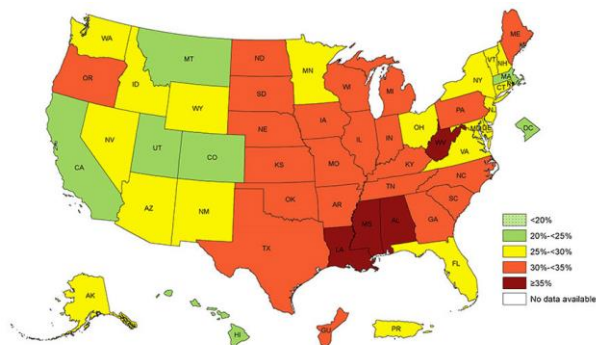 WA
MT
ND
MN
ME
VT
NH
OR
ID
SD
WI
MI
NY
MA
CT
WY
IA
NE
PA
NJ
NV
UT
CO
IL
IN
OH
DE
DC
CA
KS
MO
WV
VA
KY
NC
TN
AZ
NM
OK
AR
SC
MS
AL
GA
TX
LA
FL
AK
HI
GU
PR
<20%
20%-<25%
25%-<30%
30%-<35%
≥35%
No data available